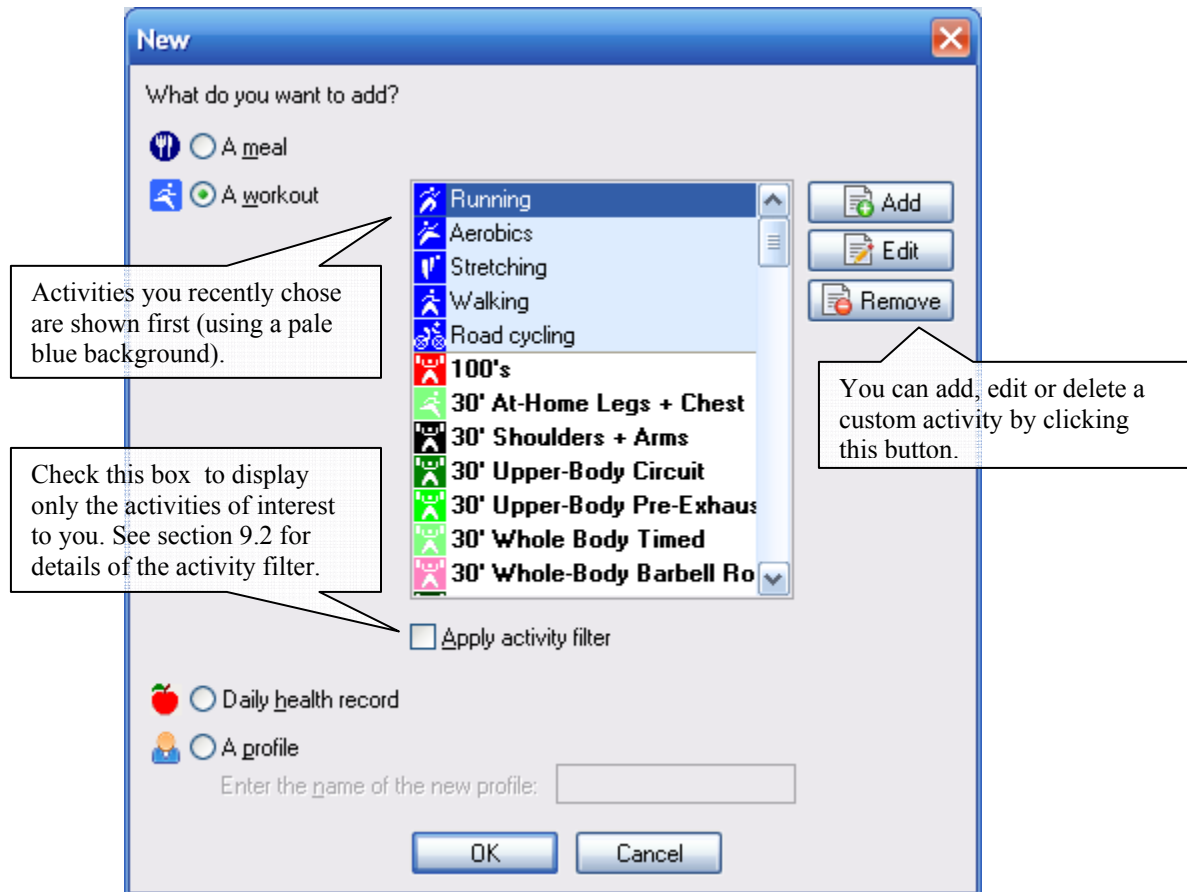 New
What do you want to add?
A meal
A workout
Running
Aerobics
Stretching
Walking
Road cycling
100's
30' At-Home Legs + Chest
30' Shoulders + Arms
30' Upper-Body Circuit
30' Upper-Body Pre-Exhaus
30' Whole Body Timed
30' Whole-Body Barbell Ro
Add
Edit
Remove
Activities you recently chose
are shown first (using a pale
blue background).
You can add, edit or delete a
custom activity by clicking
this button.
Check this box to display
only the activities of interest
to you. See section 9.2 for
details of the activity filter.
Apply activity filter
Daily health record
A profile
Enter the name of the new profile:
OK
Cancel